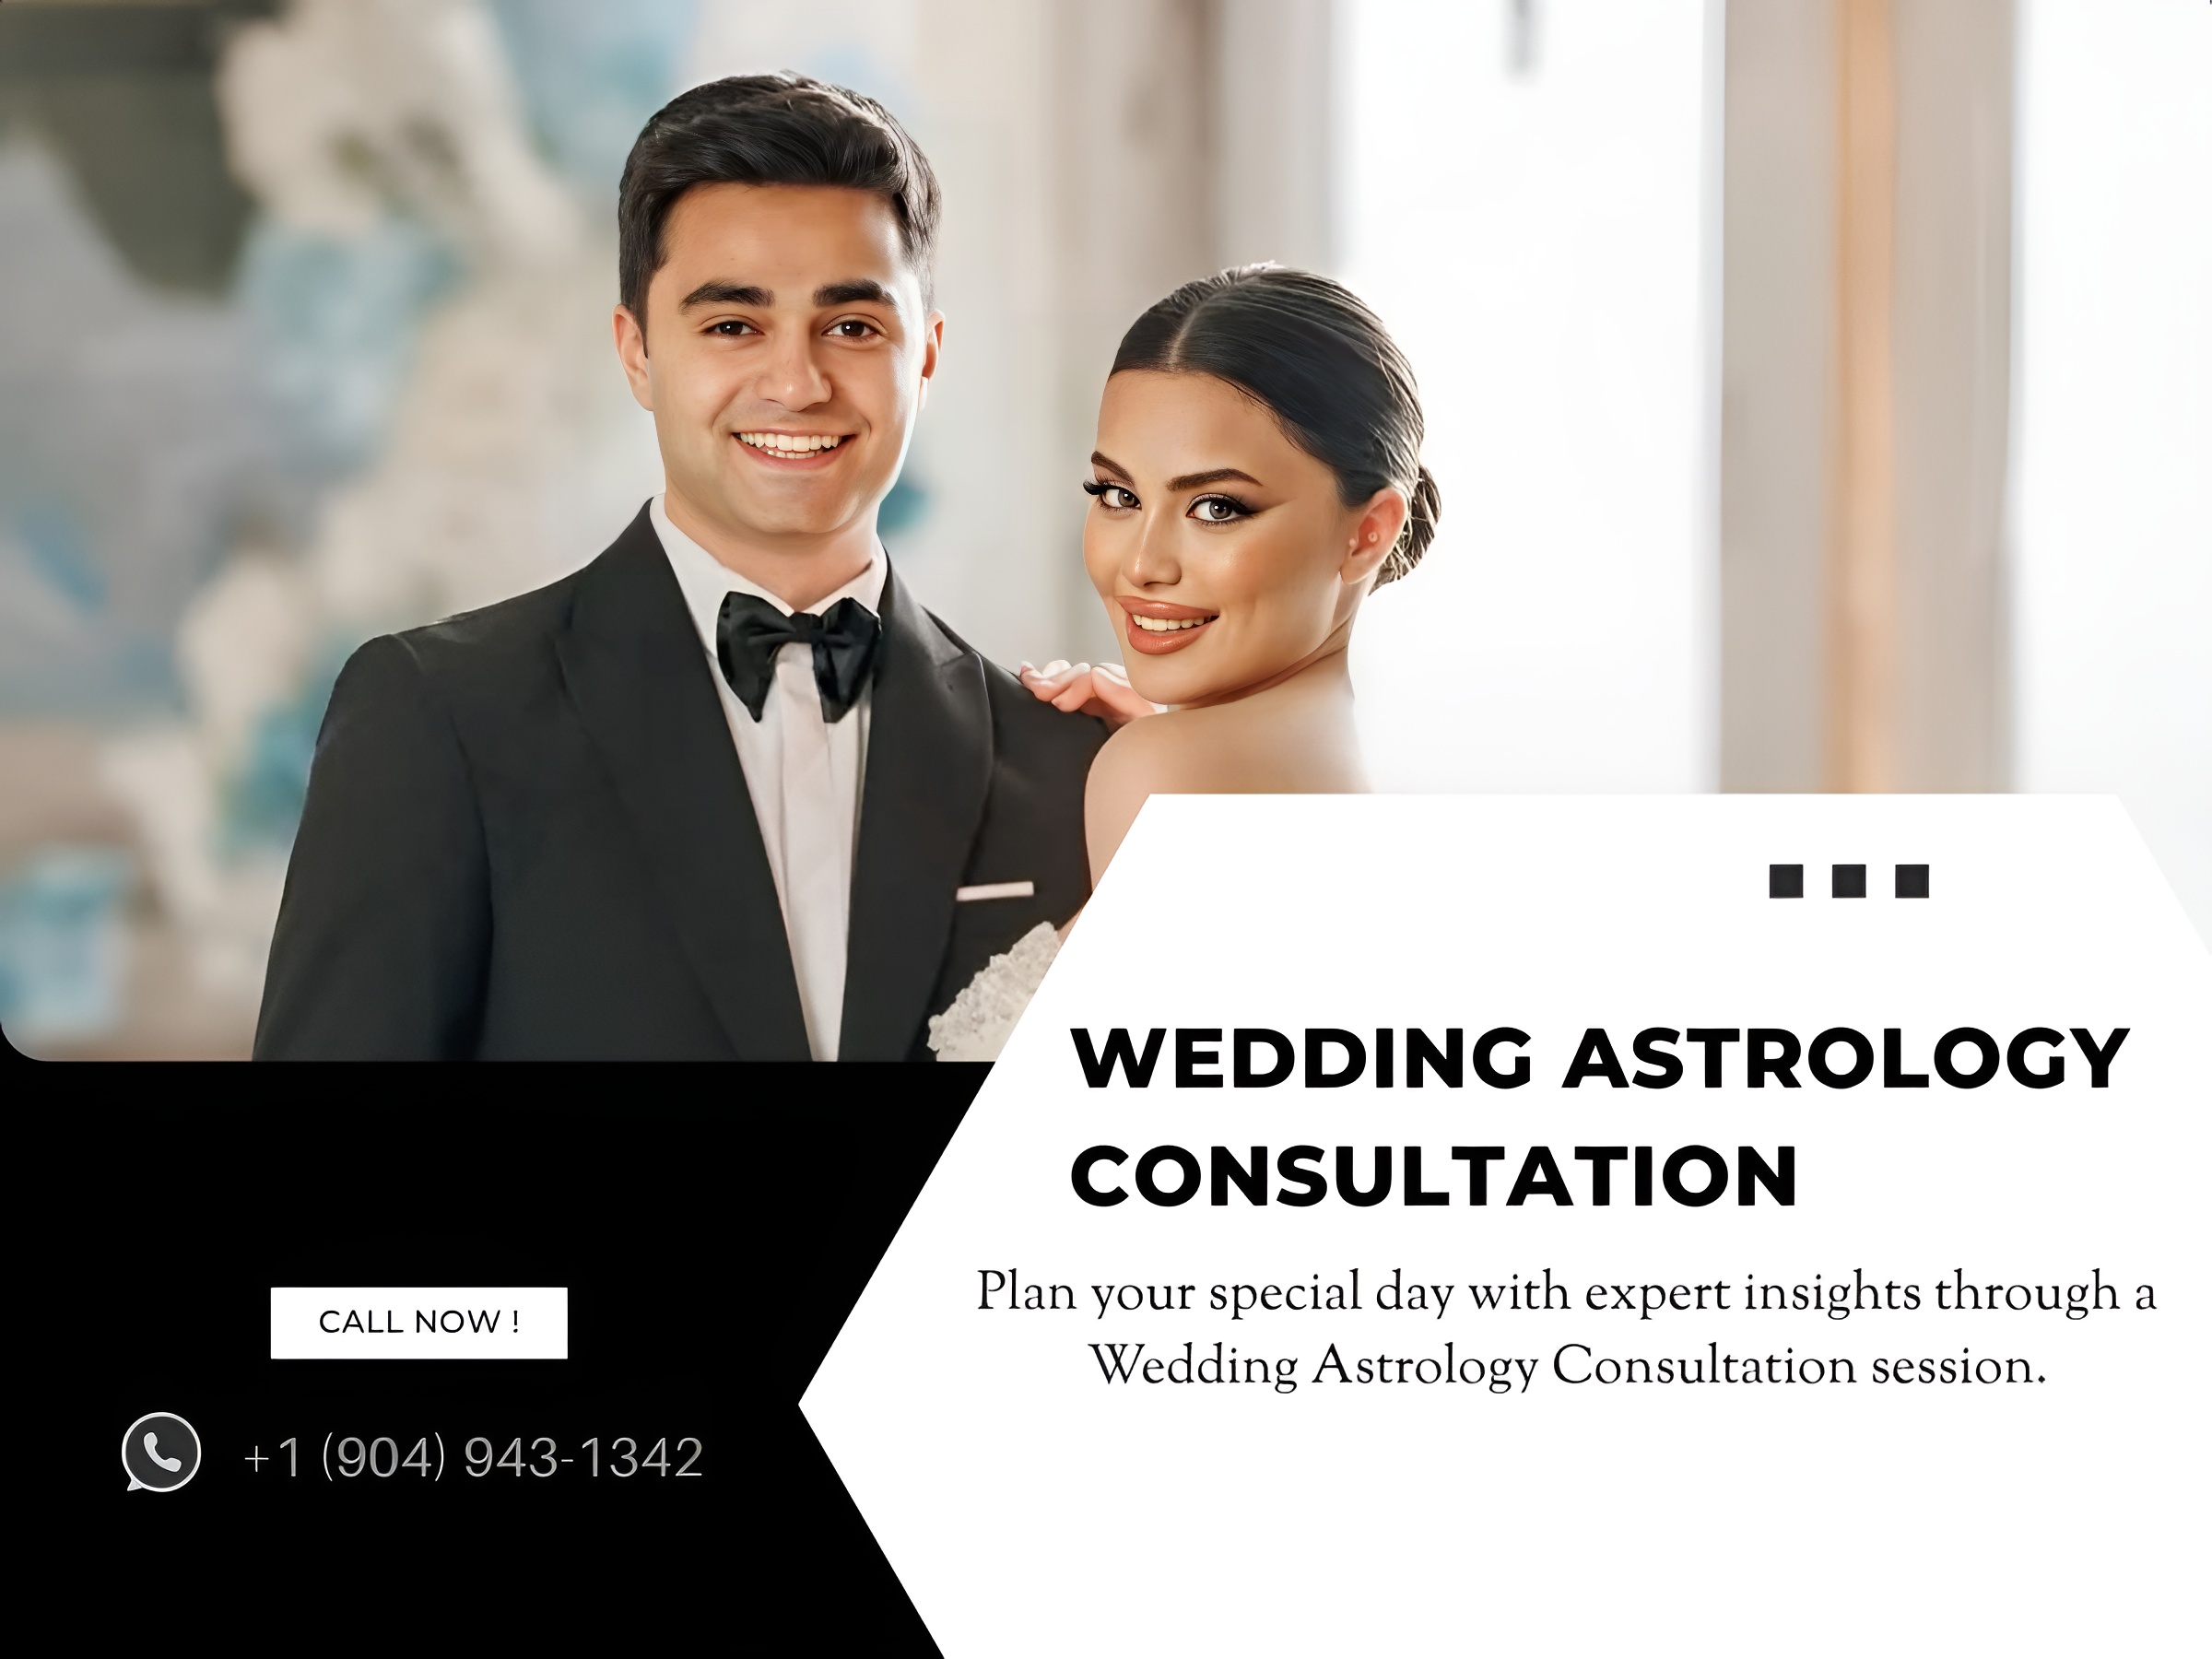 WEDDING ASTROLOGY
CONSULTATION
Plan your special day with expert insights through a
Wedding Astrology Consultation session.
CALL NOW !
+1 (904) 943-1342